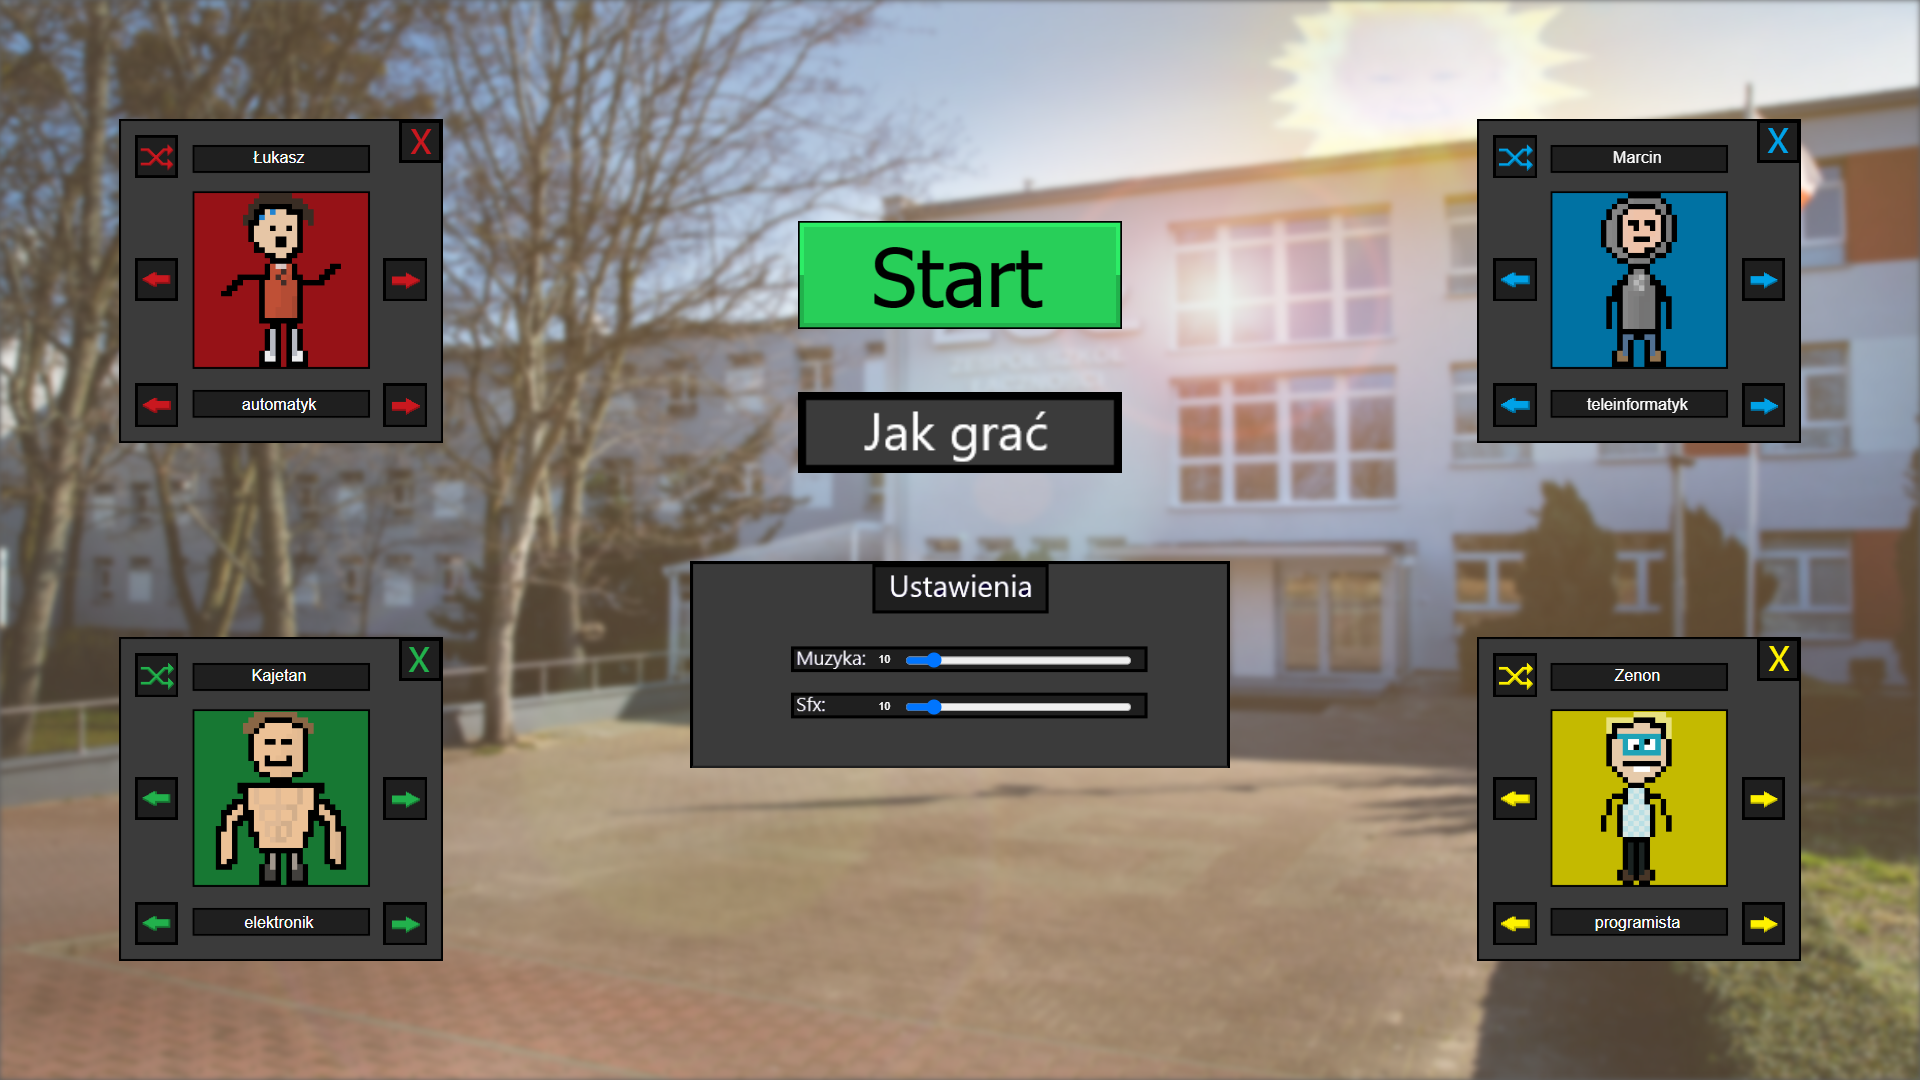 Łukasz
X
automatyk
Marcin
X
teleinformatyk
Start
Jak grać
Ustawienia
Muzyka: 10
Sfx: 10
Kajetan
X
elektronik
Zenon
X
programista